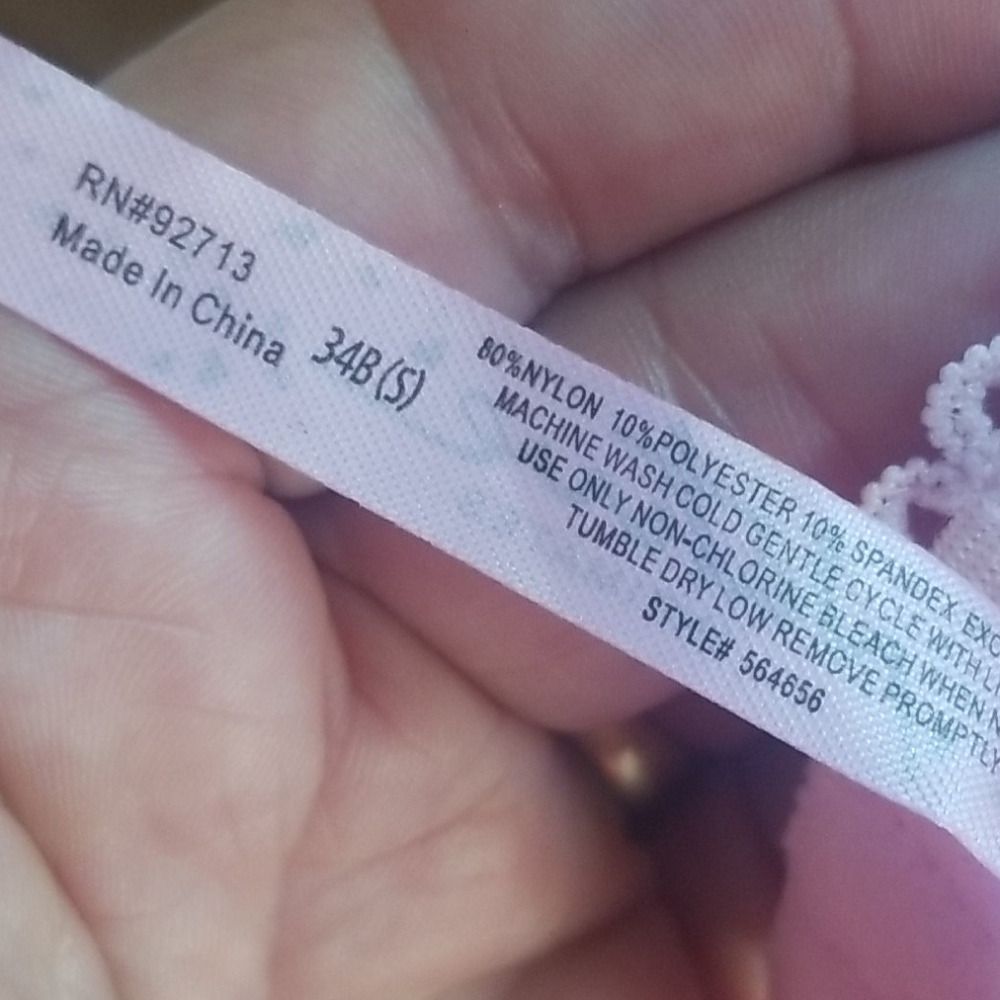 RN#92713
Made In China
34B (S)
80%NYLON 10%POLYESTER 10% SPANDEX
MACHINE WASH COLD GENTLE CYCLE WITH
USE ONLY NON-CHLORINE BLEACH WHEN
TUMBLE DRY LOW REMOVE PROMPTLY
STYLE# 564656